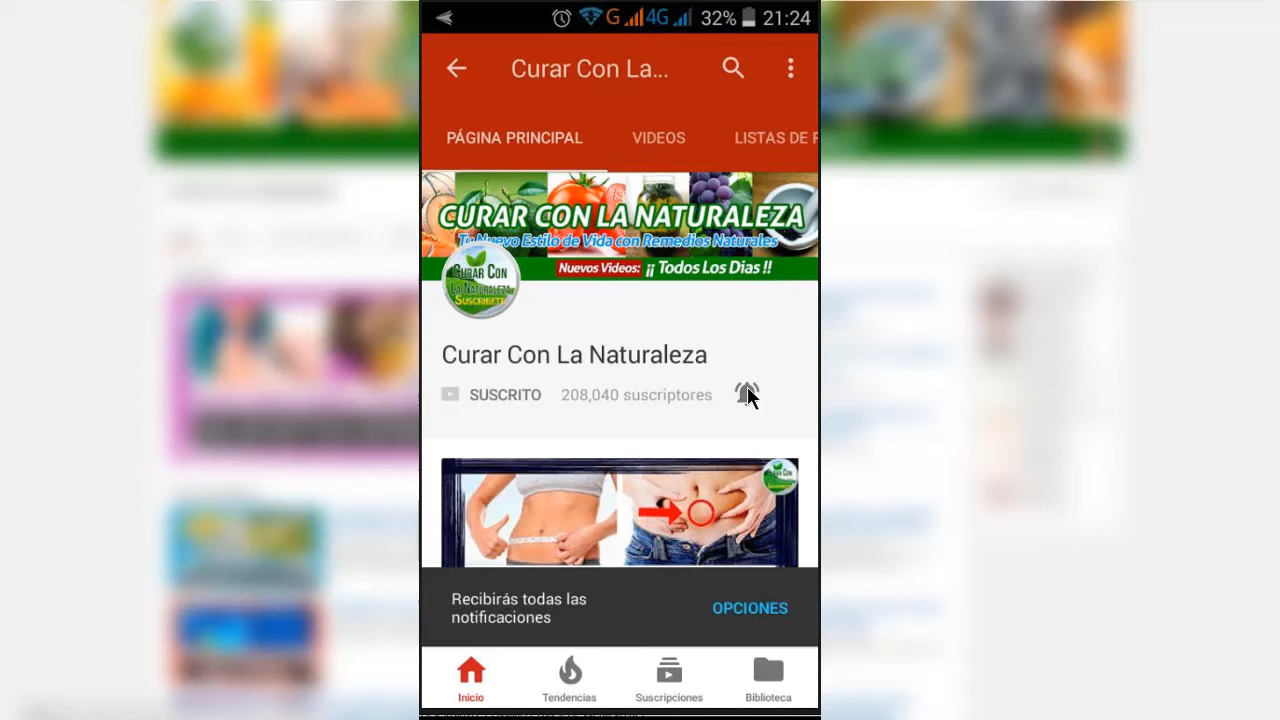 G 4G 32% 21:24
Curar Con La...
PÁGINA PRINCIPAL VIDEOS LISTAS DE
CURAR CON LA NATURALEZA
Tu Nuevo Estilo de Vida con Remedios Naturales
Nuevos Videos: ¡¡ Todos Los Dias !!
CURAR CON
LA NATURALEZA
SUSCRIBETE
Curar Con La Naturaleza
SUSCRITO 208,040 suscriptores
Recibirás todas las
notificaciones
OPCIONES
Inicio Tendencias Suscripciones Biblioteca